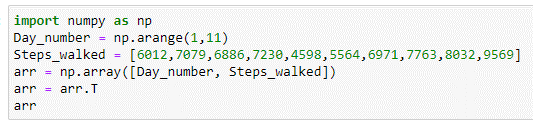 import numpy as np
Day_number = np.arange(1,11)
Steps_walked = [6012,7079,6886,7230,4598,5564,6971,7763,8032,9569]
arr = np.array([Day_number, Steps_walked])
arr = arr.T
arr